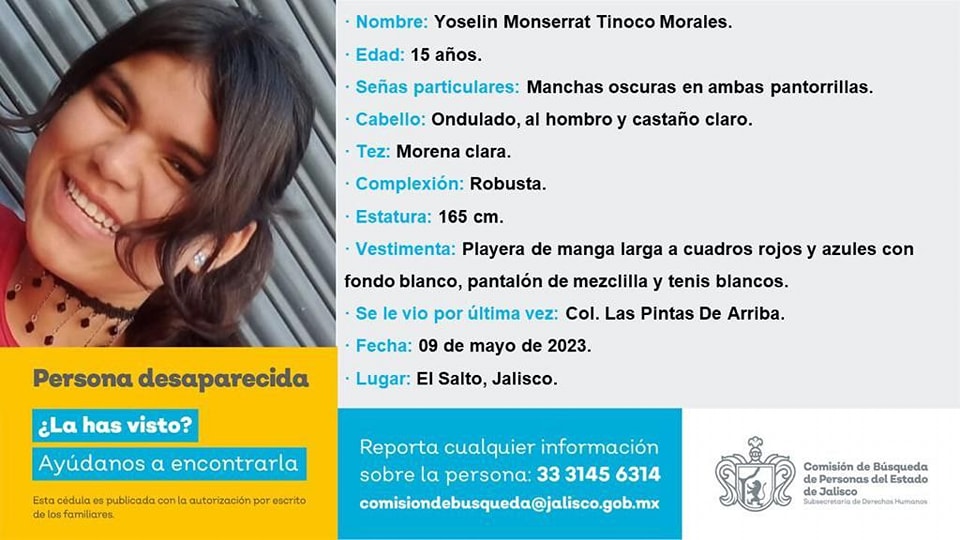 · Nombre: Yoselin Monserrat Tinoco Morales.
· Edad: 15 años.
· Señas particulares: Manchas oscuras en ambas pantorrillas.
· Cabello: Ondulado, al hombro y castaño claro.
· Tez: Morena clara.
· Complexión: Robusta.
· Estatura: 165 cm.
· Vestimenta: Playera de manga larga a cuadros rojos y azules con
fondo blanco, pantalón de mezclilla y tenis blancos.
· Se le vio por última vez: Col. Las Pintas De Arriba.
· Fecha: 09 de mayo de 2023.
· Lugar: El Salto, Jalisco.
Persona desaparecida
¿La has visto?
Ayúdanos a encontrarla
Esta cédula es publicada con la autorización por escrito
de los familiares.
Reporta cualquier información
sobre la persona: 33 3145 6314
comisiondebusqueda@jalisco.gob.mx
Comisión de Búsqueda
de Personas del Estado
de Jalisco
Subsecretaría de Derechos Humanos